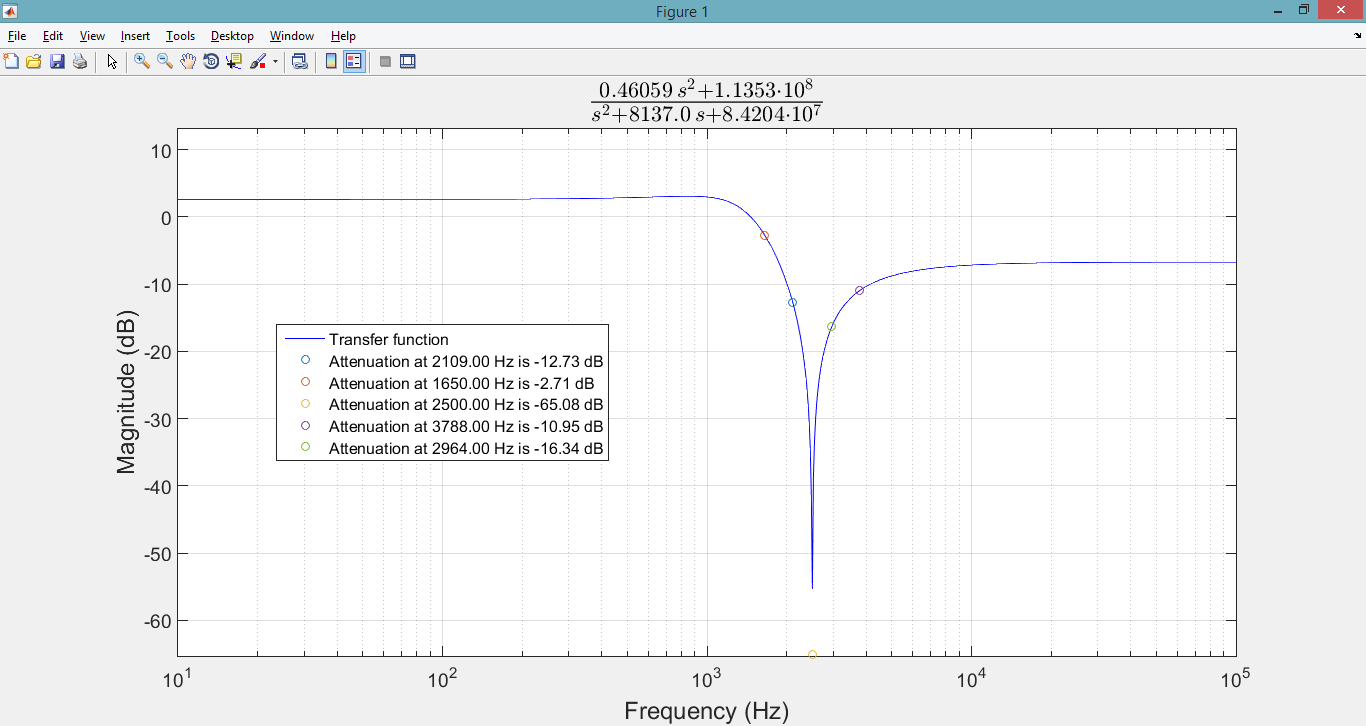 Figure 1
File Edit View Insert Tools Desktop Window Help
0.46059 s²+1.1353·10⁸
s²+8137.0 s+8.4204·10⁷
10
0
-10
-20
-30
-40
-50
-60
Magnitude (dB)
Transfer function
Attenuation at 2109.00 Hz is -12.73 dB
Attenuation at 1650.00 Hz is -2.71 dB
Attenuation at 2500.00 Hz is -65.08 dB
Attenuation at 3788.00 Hz is -10.95 dB
Attenuation at 2964.00 Hz is -16.34 dB
10¹ 10² 10³ 10⁴ 10⁵
Frequency (Hz)